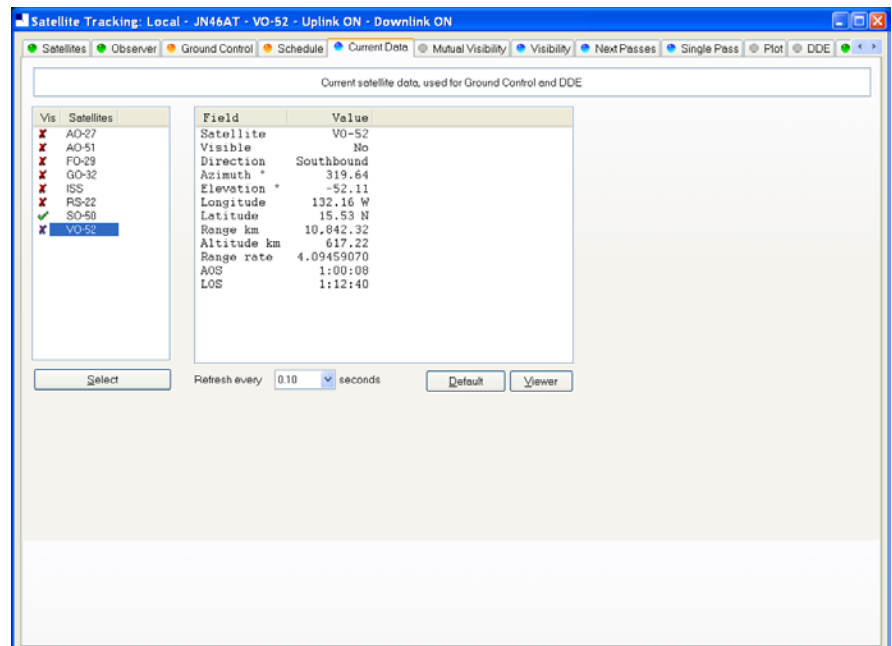 Satellite Tracking: Local - JN46AT - VO-52 - Uplink ON - Downlink ON
Satellites Observer Ground Control Schedule Current Data Mutual Visibility Visibility Next Passes Single Pass Plot DDE
Current satellite data, used for Ground Control and DDE
Vis Satellites
AO-27
AO-51
FO-29
GO-32
ISS
RS-22
SO-50
VO-52
Field Value
Satellite VO-52
Visible No
Direction Southbound
Azimuth ° 319.64
Elevation ° -52.11
Longitude 132.16 W
Latitude 15.53 N
Range km 10,842.32
Altitude km 617.22
Range rate 4.09459070
AOS 1:00:08
LOS 1:12:40
Select
Refresh every 0.10 seconds
Default
Viewer